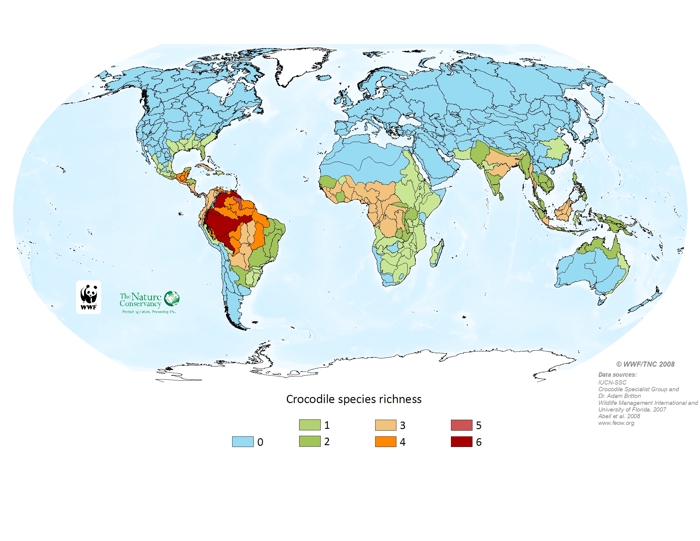 WWF
The Nature
Conservancy
Protecting nature. Preserving life.
© WWF/TNC 2008
Data sources:
IUCN-SSC
Crocodile Specialist Group and
Dr. Adam Britton
Wildlife Management International and
University of Florida. 2007
Abell et al. 2008
www.feow.org
Crocodile species richness
1 3 5
0 2 4 6